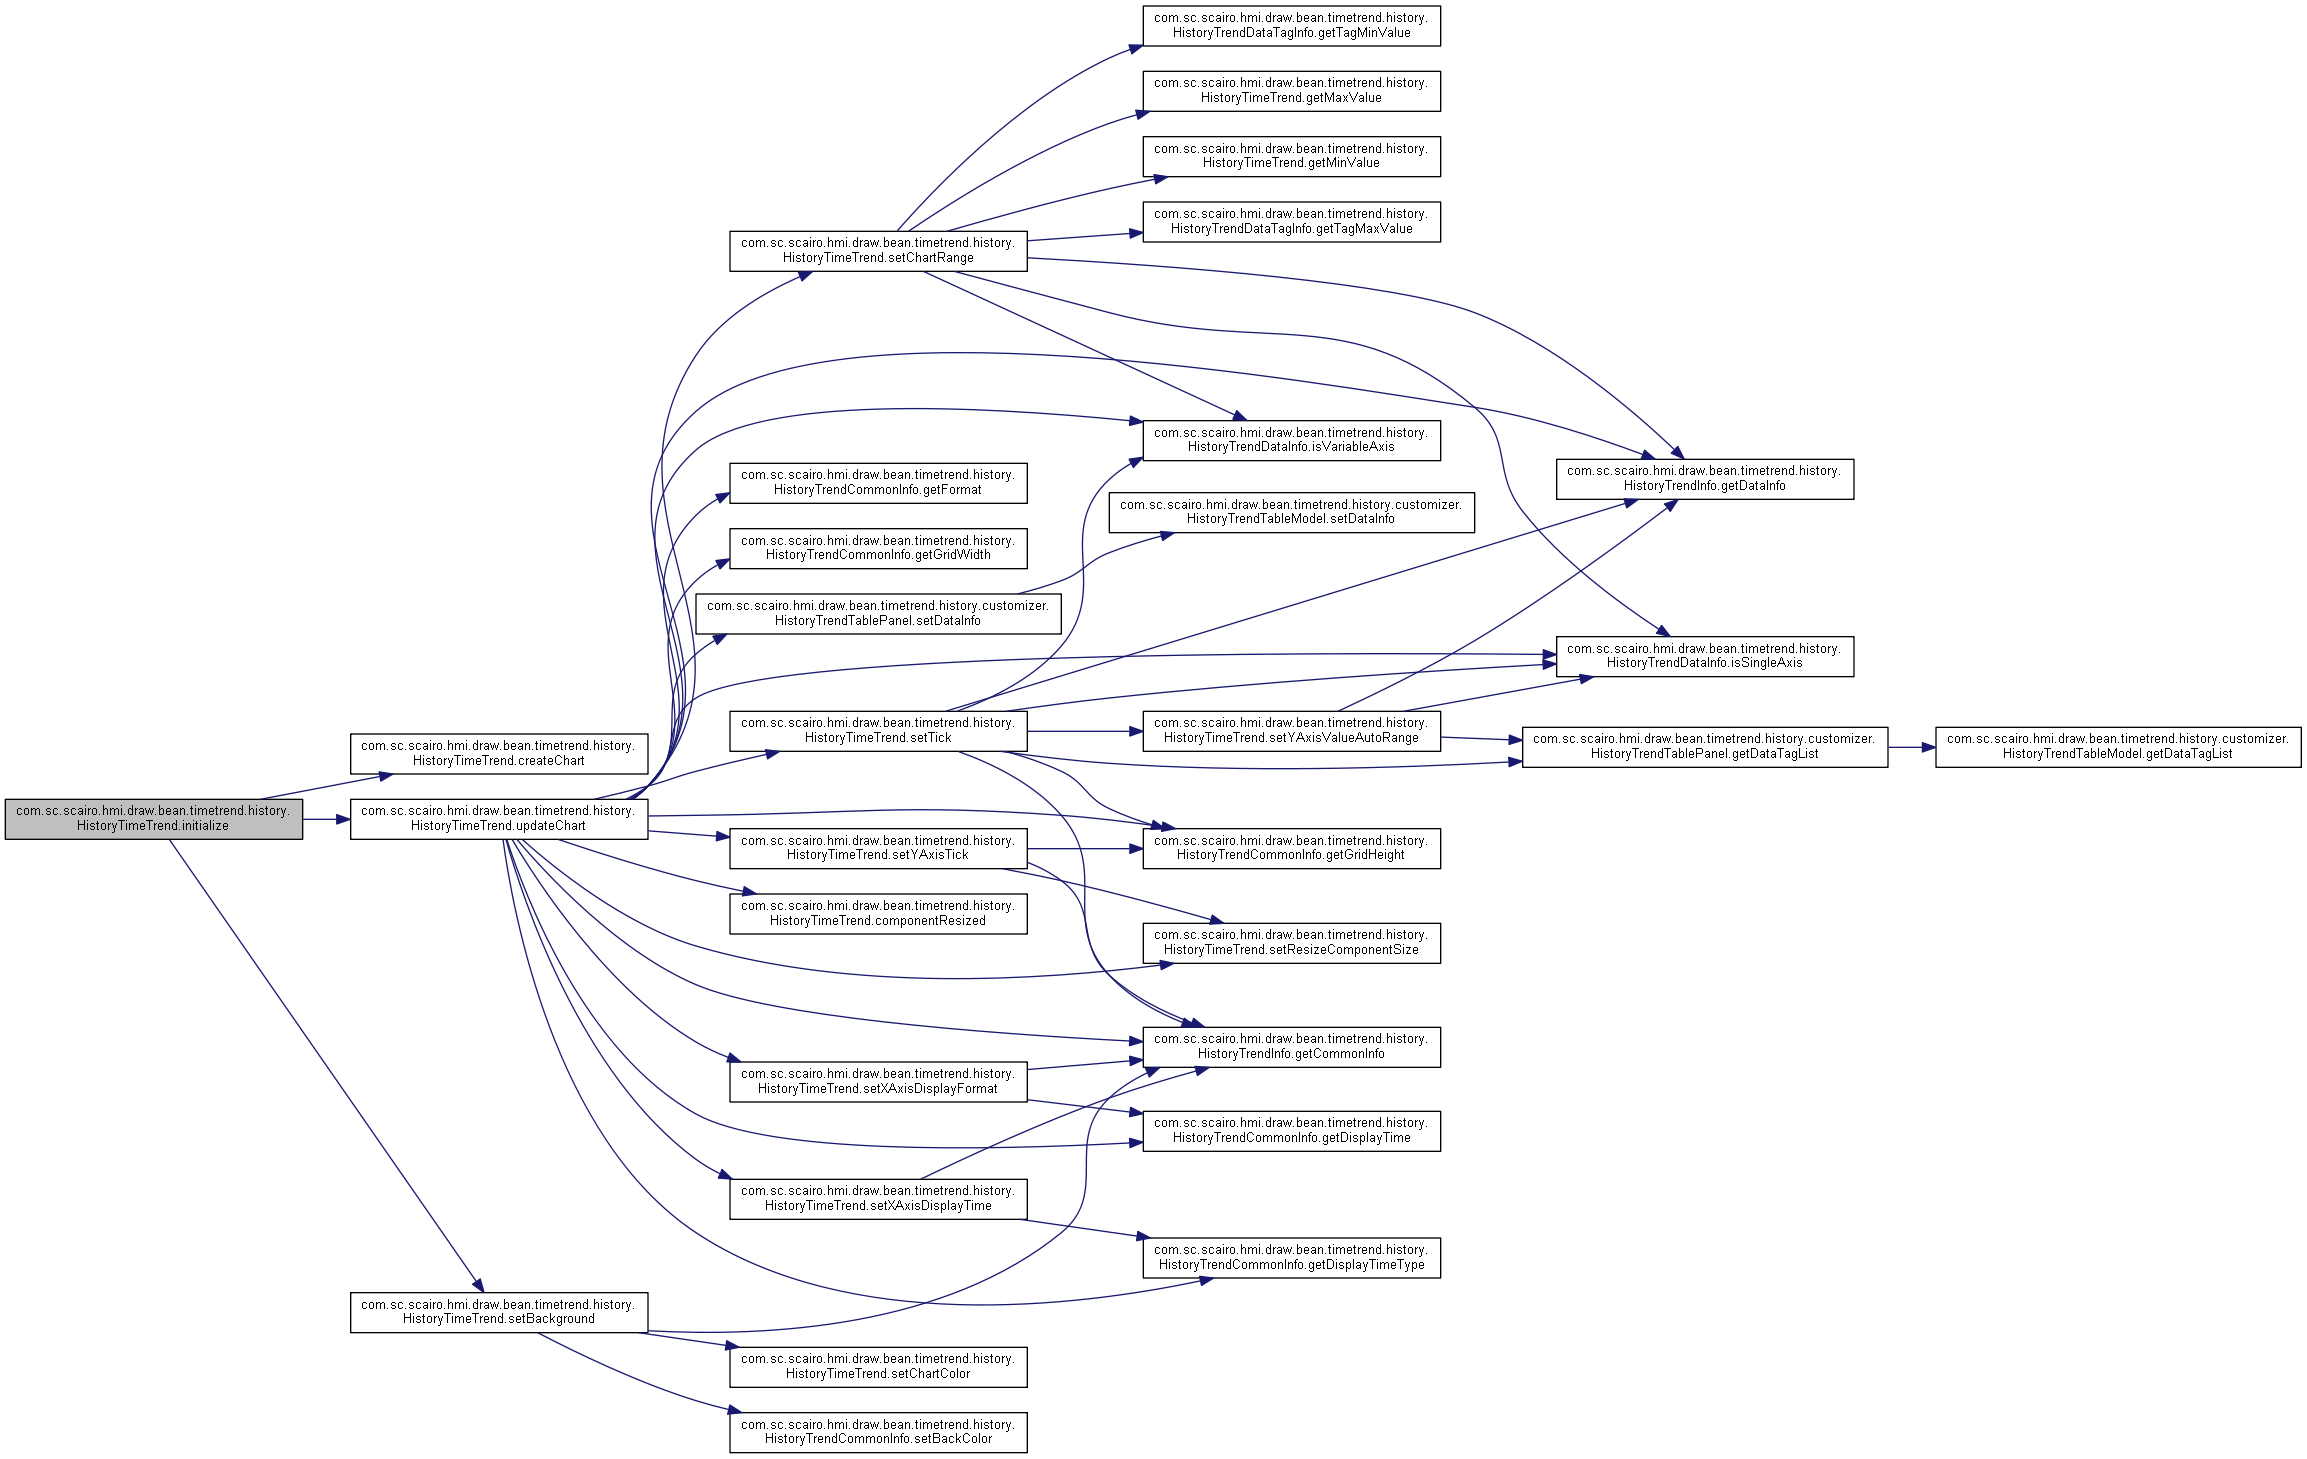 com.sc.scairo.hmi.draw.bean.timetrend.history.
HistoryTrendDataTagInfo.getTagMinValue
com.sc.scairo.hmi.draw.bean.timetrend.history.
HistoryTimeTrend.getMaxValue
com.sc.scairo.hmi.draw.bean.timetrend.history.
HistoryTimeTrend.getMinValue
com.sc.scairo.hmi.draw.bean.timetrend.history.
HistoryTrendDataTagInfo.getTagMaxValue
com.sc.scairo.hmi.draw.bean.timetrend.history.
HistoryTimeTrend.setChartRange
com.sc.scairo.hmi.draw.bean.timetrend.history.
HistoryTrendDataInfo.isVariableAxis
com.sc.scairo.hmi.draw.bean.timetrend.history.
HistoryTrendInfo.getDataInfo
com.sc.scairo.hmi.draw.bean.timetrend.history.
HistoryTrendCommonInfo.getFormat
com.sc.scairo.hmi.draw.bean.timetrend.history.customizer.
HistoryTrendTableModel.setDataInfo
com.sc.scairo.hmi.draw.bean.timetrend.history.
HistoryTrendCommonInfo.getGridWidth
com.sc.scairo.hmi.draw.bean.timetrend.history.customizer.
HistoryTrendTablePanel.setDataInfo
com.sc.scairo.hmi.draw.bean.timetrend.history.
HistoryTrendDataInfo.isSingleAxis
com.sc.scairo.hmi.draw.bean.timetrend.history.
HistoryTimeTrend.setTick
com.sc.scairo.hmi.draw.bean.timetrend.history.
HistoryTimeTrend.setYAxisValueAutoRange
com.sc.scairo.hmi.draw.bean.timetrend.history.customizer.
HistoryTrendTablePanel.getDataTagList
com.sc.scairo.hmi.draw.bean.timetrend.history.customizer.
HistoryTrendTableModel.getDataTagList
com.sc.scairo.hmi.draw.bean.timetrend.history.
HistoryTimeTrend.createChart
com.sc.scairo.hmi.draw.bean.timetrend.history.
HistoryTimeTrend.initialize
com.sc.scairo.hmi.draw.bean.timetrend.history.
HistoryTimeTrend.updateChart
com.sc.scairo.hmi.draw.bean.timetrend.history.
HistoryTimeTrend.setYAxisTick
com.sc.scairo.hmi.draw.bean.timetrend.history.
HistoryTrendCommonInfo.getGridHeight
com.sc.scairo.hmi.draw.bean.timetrend.history.
HistoryTimeTrend.componentResized
com.sc.scairo.hmi.draw.bean.timetrend.history.
HistoryTimeTrend.setResizeComponentSize
com.sc.scairo.hmi.draw.bean.timetrend.history.
HistoryTrendInfo.getCommonInfo
com.sc.scairo.hmi.draw.bean.timetrend.history.
HistoryTimeTrend.setXAxisDisplayFormat
com.sc.scairo.hmi.draw.bean.timetrend.history.
HistoryTrendCommonInfo.getDisplayTime
com.sc.scairo.hmi.draw.bean.timetrend.history.
HistoryTimeTrend.setXAxisDisplayTime
com.sc.scairo.hmi.draw.bean.timetrend.history.
HistoryTrendCommonInfo.getDisplayTimeType
com.sc.scairo.hmi.draw.bean.timetrend.history.
HistoryTimeTrend.setBackground
com.sc.scairo.hmi.draw.bean.timetrend.history.
HistoryTimeTrend.setChartColor
com.sc.scairo.hmi.draw.bean.timetrend.history.
HistoryTrendCommonInfo.setBackColor